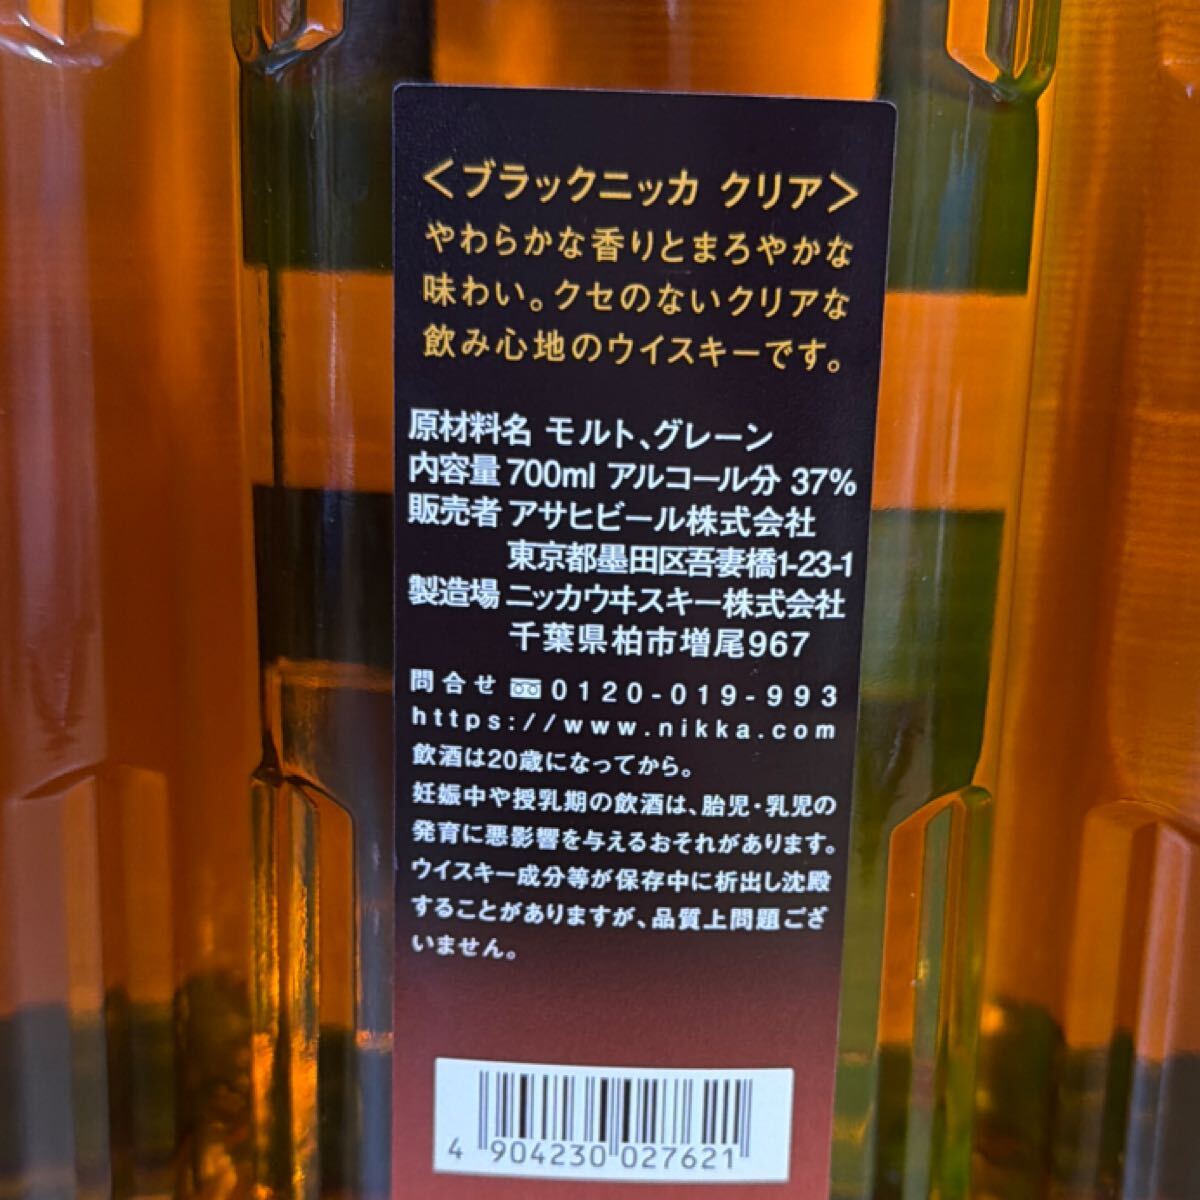 ＜ブラックニッカ クリア＞
やわらかな香りとまろやかな
味わい。クセのないクリアな
飲み心地のウイスキーです。
原材料名 モルト、グレーン
内容量 700ml アルコール分 37%
販売者 アサヒビール株式会社
東京都墨田区吾妻橋1-23-1
製造場 ニッカウヰスキー株式会社
千葉県柏市増尾967
問合せ 0120-019-993
https://www.nikka.com
飲酒は20歳になってから。
妊娠中や授乳期の飲酒は、胎児・乳児の
発育に悪影響を与えるおそれがあります。
ウイスキー成分等が保存中に析出し沈殿
することがありますが、品質上問題ござ
いません。
4 904230 027621